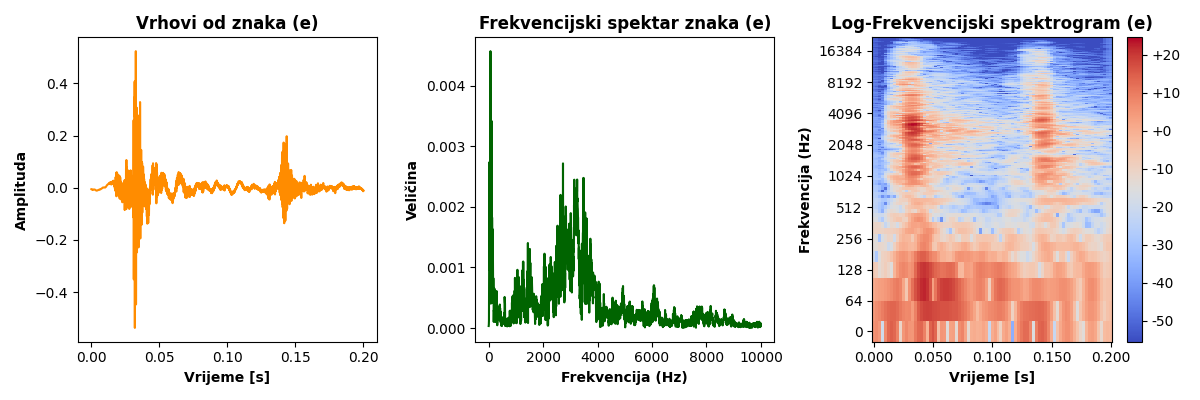 Vrhovi od znaka (e)
Amplituda
0.4
0.2
0.0
−0.2
−0.4
0.00 0.05 0.10 0.15 0.20
Vrijeme [s]
Frekvencijski spektar znaka (e)
Veličina
0.004
0.003
0.002
0.001
0.000
0 2000 4000 6000 8000 10000
Frekvencija (Hz)
Log-Frekvencijski spektrogram (e)
Frekvencija (Hz)
16384
8192
4096
2048
1024
512
256
128
64
0
0.000 0.050 0.100 0.150 0.200
Vrijeme [s]
+20
+10
+0
-10
-20
-30
-40
-50